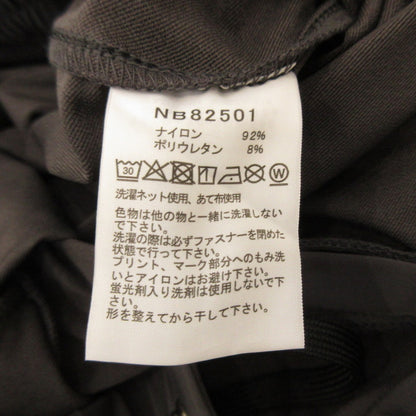 NB82501
ナイロン 92%
ポリウレタン 8%
30 W
洗濯ネット使用、あて布使用
色物は他の物と一緒に洗濯しない
で下さい。
洗濯の際は必ずファスナーを閉めた
状態で行って下さい。
プリント、マーク部分へのもみ洗
いとアイロンはお避け下さい。
蛍光剤入り洗剤は使用しないで
下さい。
形を整えてから干して下さい。